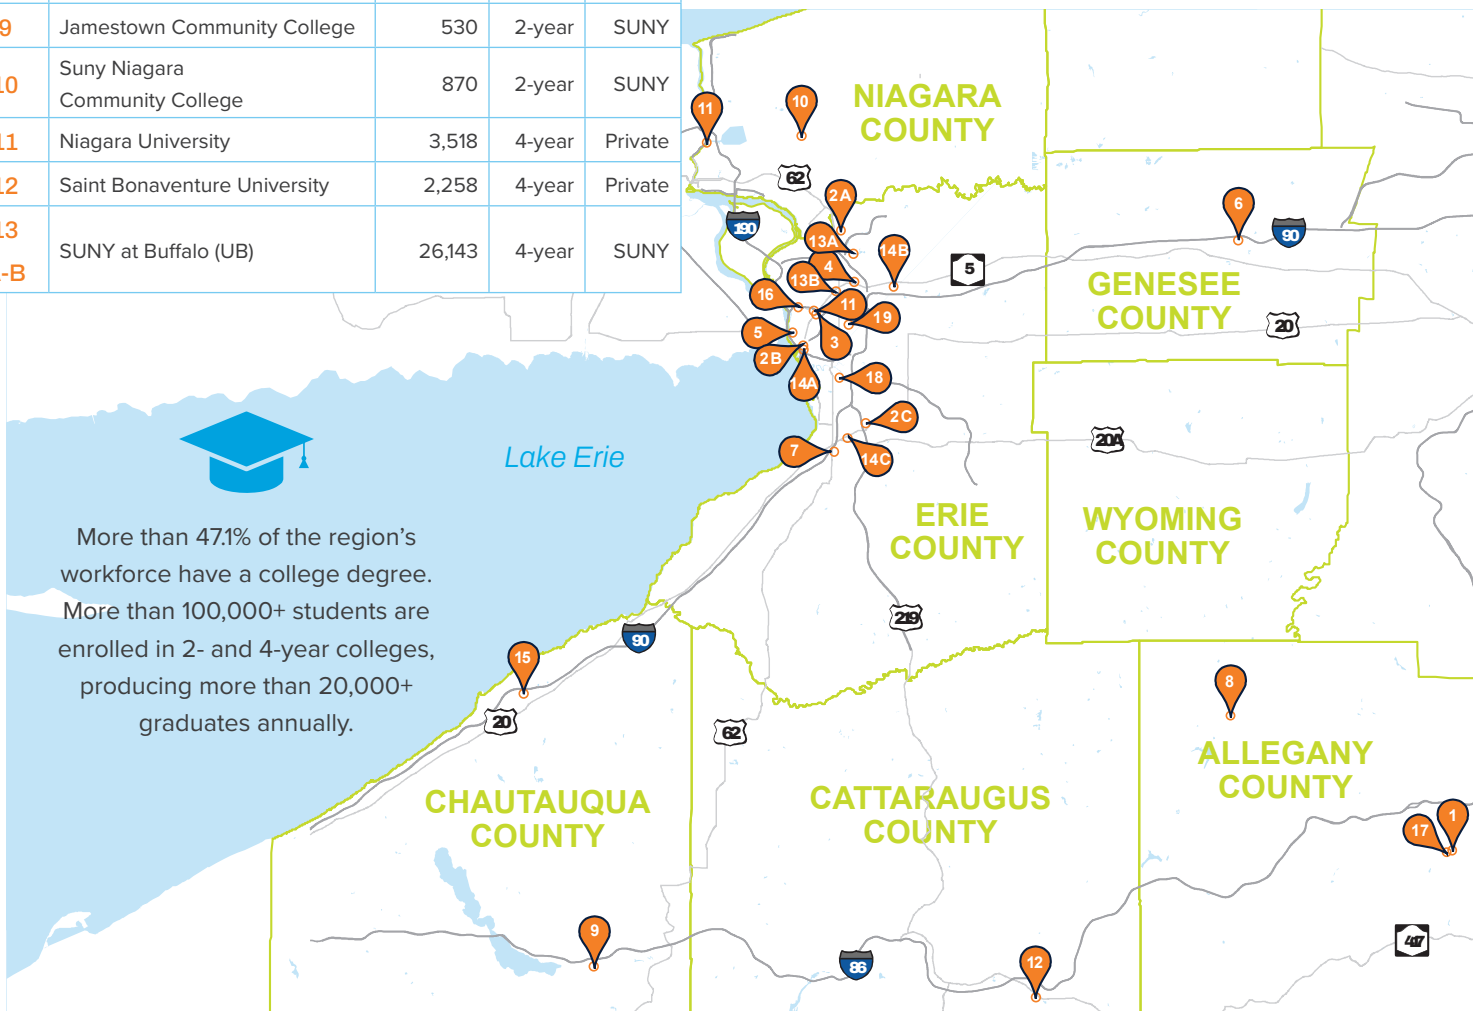 9 Jamestown Community College 530 2-year SUNY
10 Suny Niagara
Community College 870 2-year SUNY
11 Niagara University 3,518 4-year Private
12 Saint Bonaventure University 2,258 4-year Private
13
-B SUNY at Buffalo (UB) 26,143 4-year SUNY
11
10
NIAGARA
COUNTY
62
2A
190
13A
14B
6
90
4
5
13B
GENESEE
COUNTY
16
11
19
20
5
3
2B
14A
18
2C
20A
7
14C
Lake Erie
ERIE
COUNTY
WYOMING
COUNTY
More than 47.1% of the region’s
workforce have a college degree.
More than 100,000+ students are
enrolled in 2- and 4-year colleges,
producing more than 20,000+
graduates annually.
219
90
15
20
62
8
ALLEGANY
COUNTY
CHAUTAUQUA
COUNTY
CATTARAUGUS
COUNTY
17
1
9
86
12
417